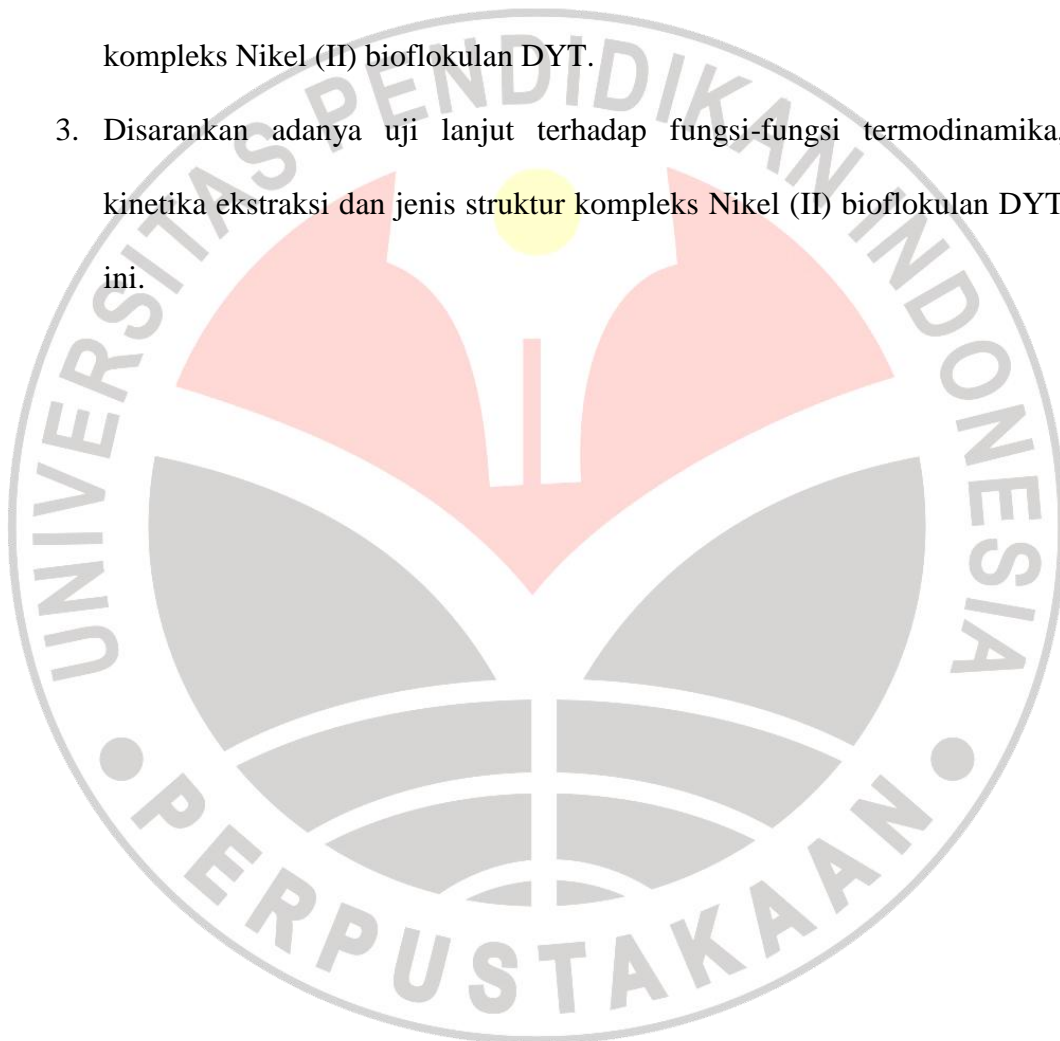 kompleks Nikel (II) bioflokulan DYT.
3. Disarankan adanya uji lanjut terhadap fungsi-fungsi termodinamika,
kinetika ekstraksi dan jenis struktur kompleks Nikel (II) bioflokulan DYT
ini.
UNIVERSITAS PENDIDIKAN INDONESIA
PERPUSTAKAAN